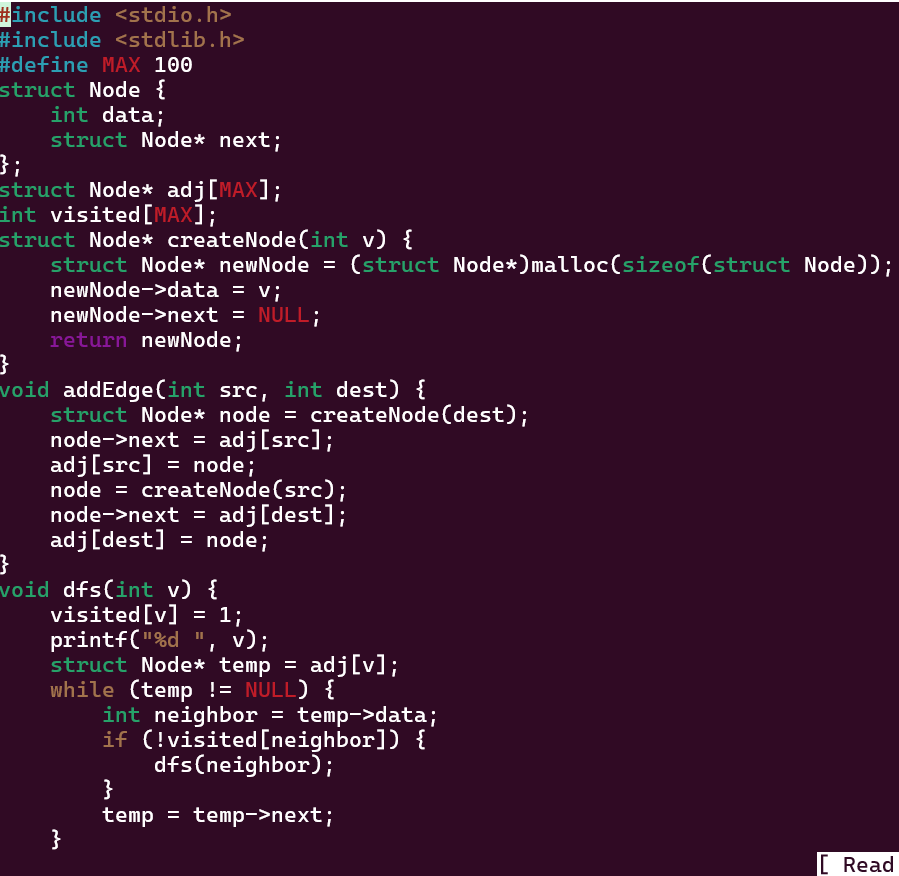 #include <stdio.h>
#include <stdlib.h>
#define MAX 100
struct Node {
    int data;
    struct Node* next;
};
struct Node* adj[MAX];
int visited[MAX];
struct Node* createNode(int v) {
    struct Node* newNode = (struct Node*)malloc(sizeof(struct Node));
    newNode->data = v;
    newNode->next = NULL;
    return newNode;
}
void addEdge(int src, int dest) {
    struct Node* node = createNode(dest);
    node->next = adj[src];
    adj[src] = node;
    node = createNode(src);
    node->next = adj[dest];
    adj[dest] = node;
}
void dfs(int v) {
    visited[v] = 1;
    printf("%d ", v);
    struct Node* temp = adj[v];
    while (temp != NULL) {
        int neighbor = temp->data;
        if (!visited[neighbor]) {
            dfs(neighbor);
        }
        temp = temp->next;
    }
[ Read